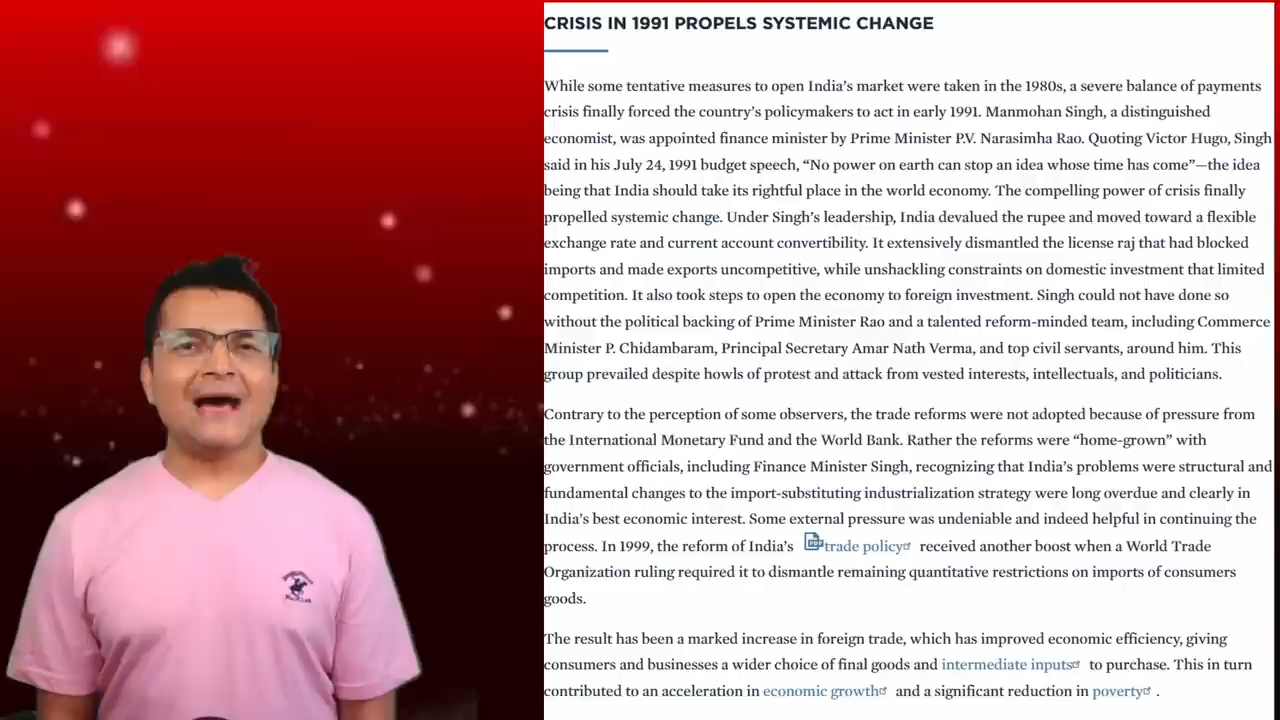 CRISIS IN 1991 PROPELS SYSTEMIC CHANGE
While some tentative measures to open India’s market were taken in the 1980s, a severe balance of payments
crisis finally forced the country’s policymakers to act in early 1991. Manmohan Singh, a distinguished
economist, was appointed finance minister by Prime Minister P.V. Narasimha Rao. Quoting Victor Hugo, Singh
said in his July 24, 1991 budget speech, “No power on earth can stop an idea whose time has come”—the idea
being that India should take its rightful place in the world economy. The compelling power of crisis finally
propelled systemic change. Under Singh’s leadership, India devalued the rupee and moved toward a flexible
exchange rate and current account convertibility. It extensively dismantled the license raj that had blocked
imports and made exports uncompetitive, while unshackling constraints on domestic investment that limited
competition. It also took steps to open the economy to foreign investment. Singh could not have done so
without the political backing of Prime Minister Rao and a talented reform-minded team, including Commerce
Minister P. Chidambaram, Principal Secretary Amar Nath Verma, and top civil servants, around him. This
group prevailed despite howls of protest and attack from vested interests, intellectuals, and politicians.
Contrary to the perception of some observers, the trade reforms were not adopted because of pressure from
the International Monetary Fund and the World Bank. Rather the reforms were “home-grown” with
government officials, including Finance Minister Singh, recognizing that India’s problems were structural and
fundamental changes to the import-substituting industrialization strategy were long overdue and clearly in
India’s best economic interest. Some external pressure was undeniable and indeed helpful in continuing the
process. In 1999, the reform of India’s trade policy received another boost when a World Trade
Organization ruling required it to dismantle remaining quantitative restrictions on imports of consumers
goods.
The result has been a marked increase in foreign trade, which has improved economic efficiency, giving
consumers and businesses a wider choice of final goods and intermediate inputs to purchase. This in turn
contributed to an acceleration in economic growth and a significant reduction in poverty .